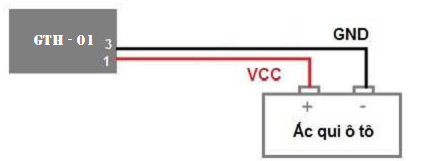 GTH - 01
3
1
GND
VCC
+ -
Ác qui ô tô